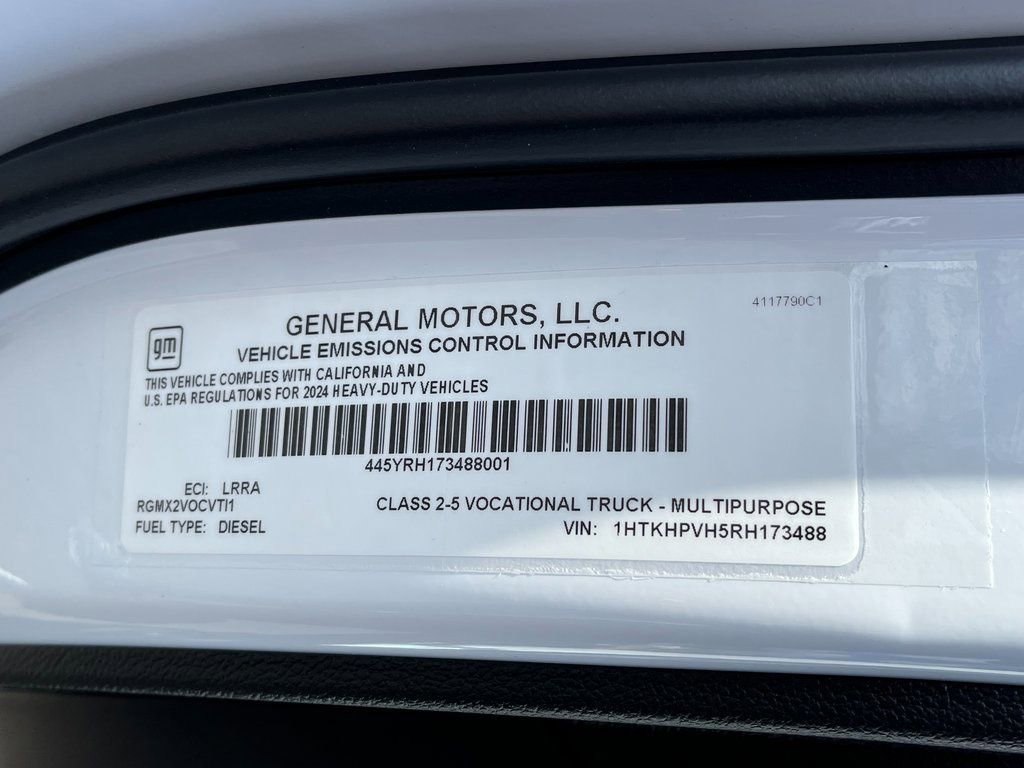 4117790C1
gm
GENERAL MOTORS, LLC.
VEHICLE EMISSIONS CONTROL INFORMATION
THIS VEHICLE COMPLIES WITH CALIFORNIA AND
U.S. EPA REGULATIONS FOR 2024 HEAVY-DUTY VEHICLES
445YRH173488001
ECI: LRRA
RGMX2VOCVTI1
CLASS 2-5 VOCATIONAL TRUCK - MULTIPURPOSE
FUEL TYPE: DIESEL
VIN: 1HTKHPVH5RH173488